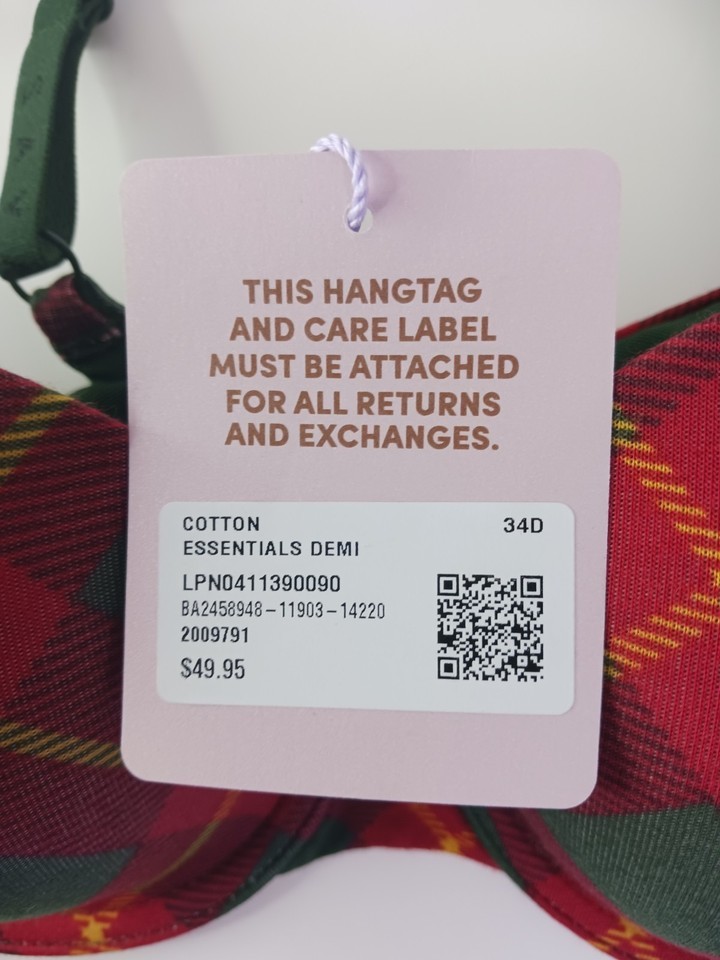 THIS HANGTAG
AND CARE LABEL
MUST BE ATTACHED
FOR ALL RETURNS
AND EXCHANGES.
COTTON 34D
ESSENTIALS DEMI
LPN0411390090
BA2458948-11903-14220
2009791
$49.95